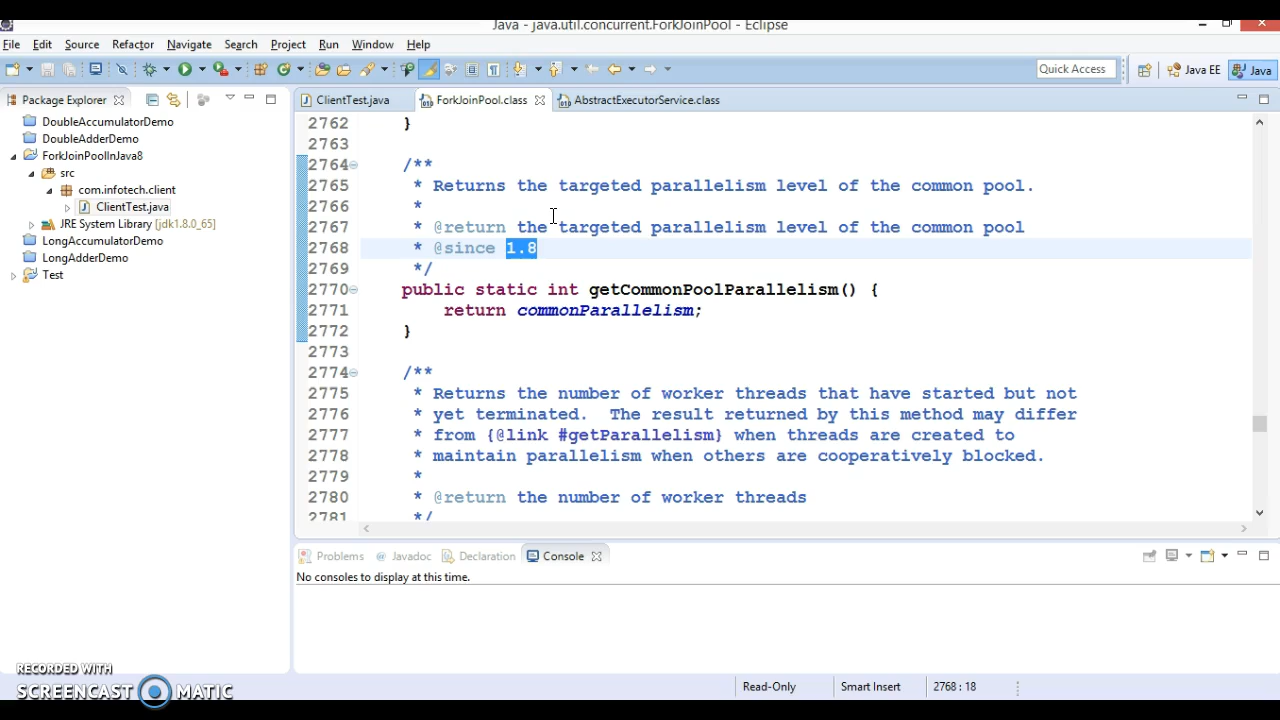 Java - java.util.concurrent.ForkJoinPool - Eclipse
File Edit Source Refactor Navigate Search Project Run Window Help
Quick Access
Java EE
Java
Package Explorer
DoubleAccumulatorDemo
DoubleAdderDemo
ForkJoinPoolInJava8
src
com.infotech.client
ClientTest.java
JRE System Library [jdk1.8.0_65]
LongAccumulatorDemo
LongAdderDemo
Test
ClientTest.java
ForkJoinPool.class
AbstractExecutorService.class
2762 }
2763
2764 /**
2765 * Returns the targeted parallelism level of the common pool.
2766 *
2767 * @return the targeted parallelism level of the common pool
2768 * @since 1.8
2769 */
2770 public static int getCommonPoolParallelism() {
2771 return commonParallelism;
2772 }
2773
2774 /**
2775 * Returns the number of worker threads that have started but not
2776 * yet terminated.  The result returned by this method may differ
2777 * from {@link #getParallelism} when threads are created to
2778 * maintain parallelism when others are cooperatively blocked.
2779 *
2780 * @return the number of worker threads
2781 */
Problems
@ Javadoc
Declaration
Console
No consoles to display at this time.
RECORDED WITH
SCREENCAST MATIC
Read-Only
Smart Insert
2768 : 18